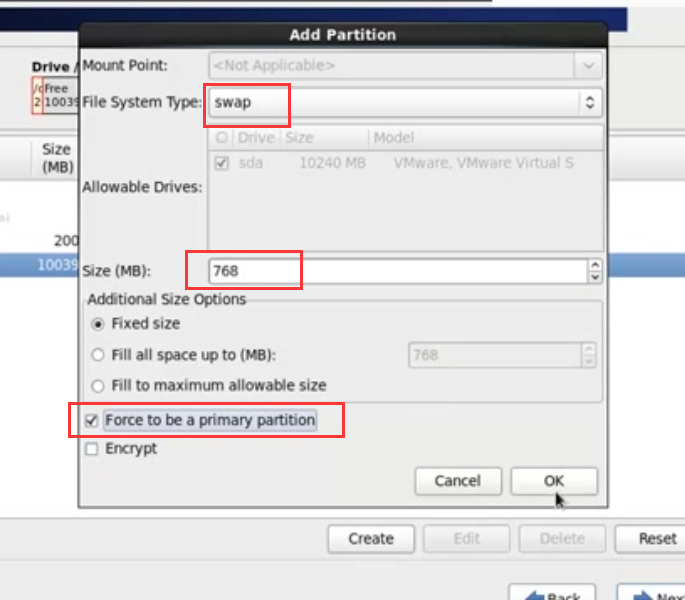 Add Partition
Drive /
Mount Point:
<Not Applicable>
Free
2 10039
File System Type:
swap
Drive Size Model
sda 10240 MB VMware, VMware Virtual S
Size
(MB)
Allowable Drives:
200
10039
Size (MB):
768
Additional Size Options
Fixed size
Fill all space up to (MB):
768
Fill to maximum allowable size
Force to be a primary partition
Encrypt
Cancel
OK
Create
Edit
Delete
Reset
Back